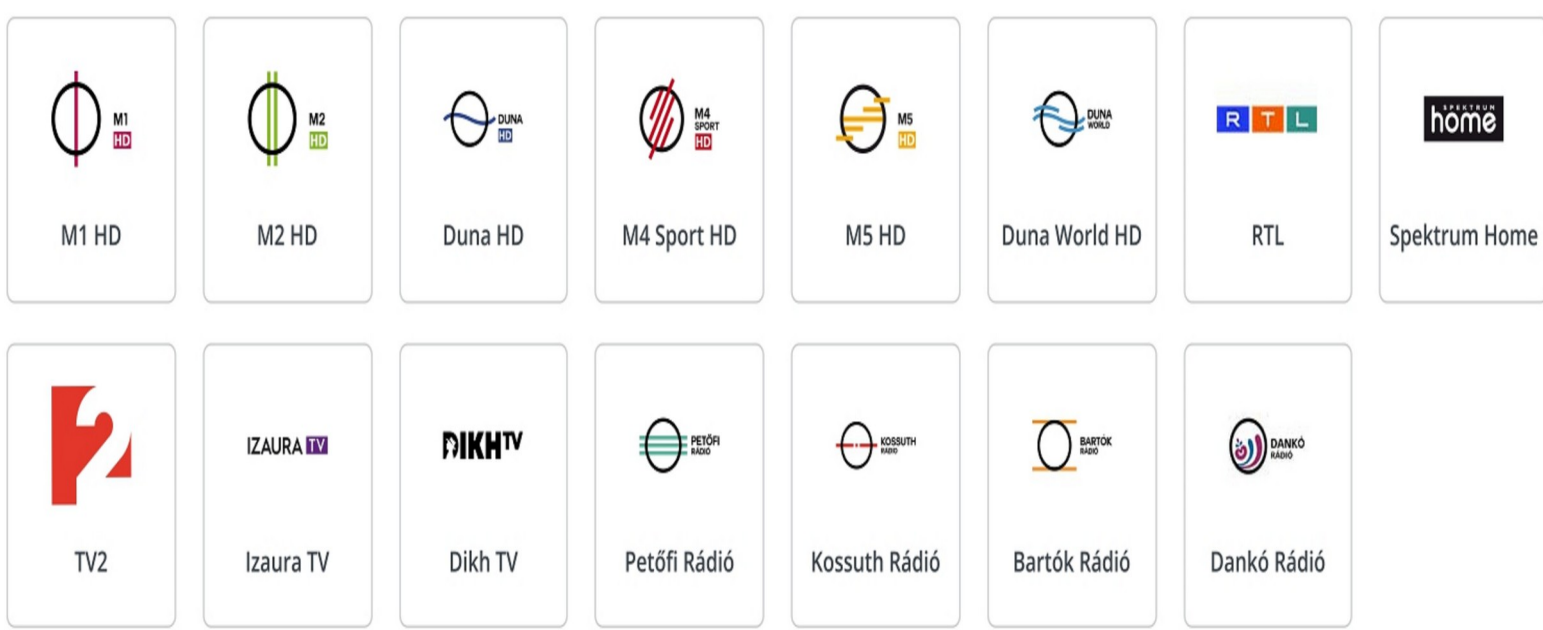 M1
HD
M1 HD
M2
HD
M2 HD
DUNA
HD
Duna HD
M4
SPORT
HD
M4 Sport HD
M5
HD
M5 HD
DUNA
WORLD
Duna World HD
RTL
RTL
SPEKTRUM
home
Spektrum Home
2
TV2
IZAURA TV
Izaura TV
DIKH TV
Dikh TV
PETŐFI
RÁDIÓ
Petőfi Rádió
KOSSUTH
RÁDIÓ
Kossuth Rádió
BARTÓK
RÁDIÓ
Bartók Rádió
DANKÓ
RÁDIÓ
Dankó Rádió